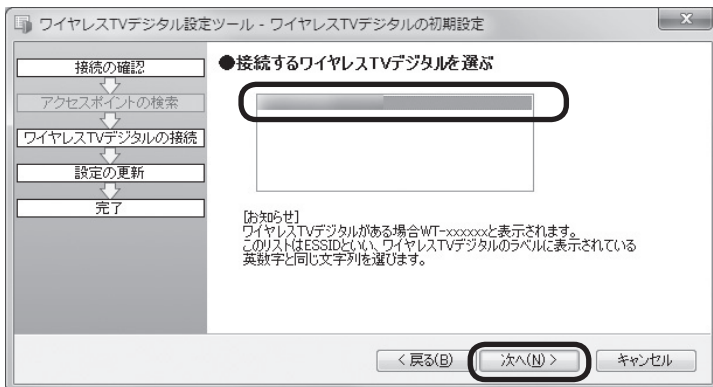 ワイヤレスTVデジタル設定ツール - ワイヤレスTVデジタルの初期設定
接続の確認
アクセスポイントの検索
ワイヤレスTVデジタルの接続
設定の更新
完了
●接続するワイヤレスTVデジタルを選ぶ
[お知らせ]
ワイヤレスTVデジタルがある場合WT-xxxxxxと表示されます。
このリストはESSIDといい、ワイヤレスTVデジタルのラベルに表示されている
英数字と同じ文字列を選びます。
< 戻る(B)
次へ(N) >
キャンセル